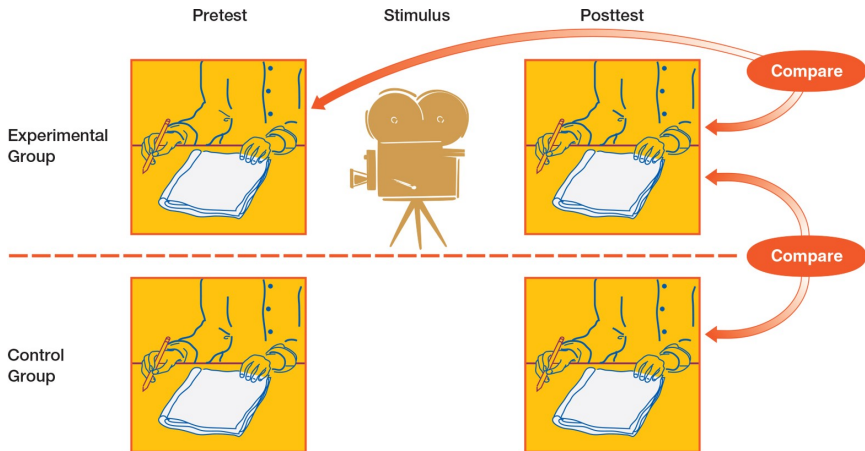 Pretest
Stimulus
Posttest
Compare
Experimental
Group
Compare
Control
Group